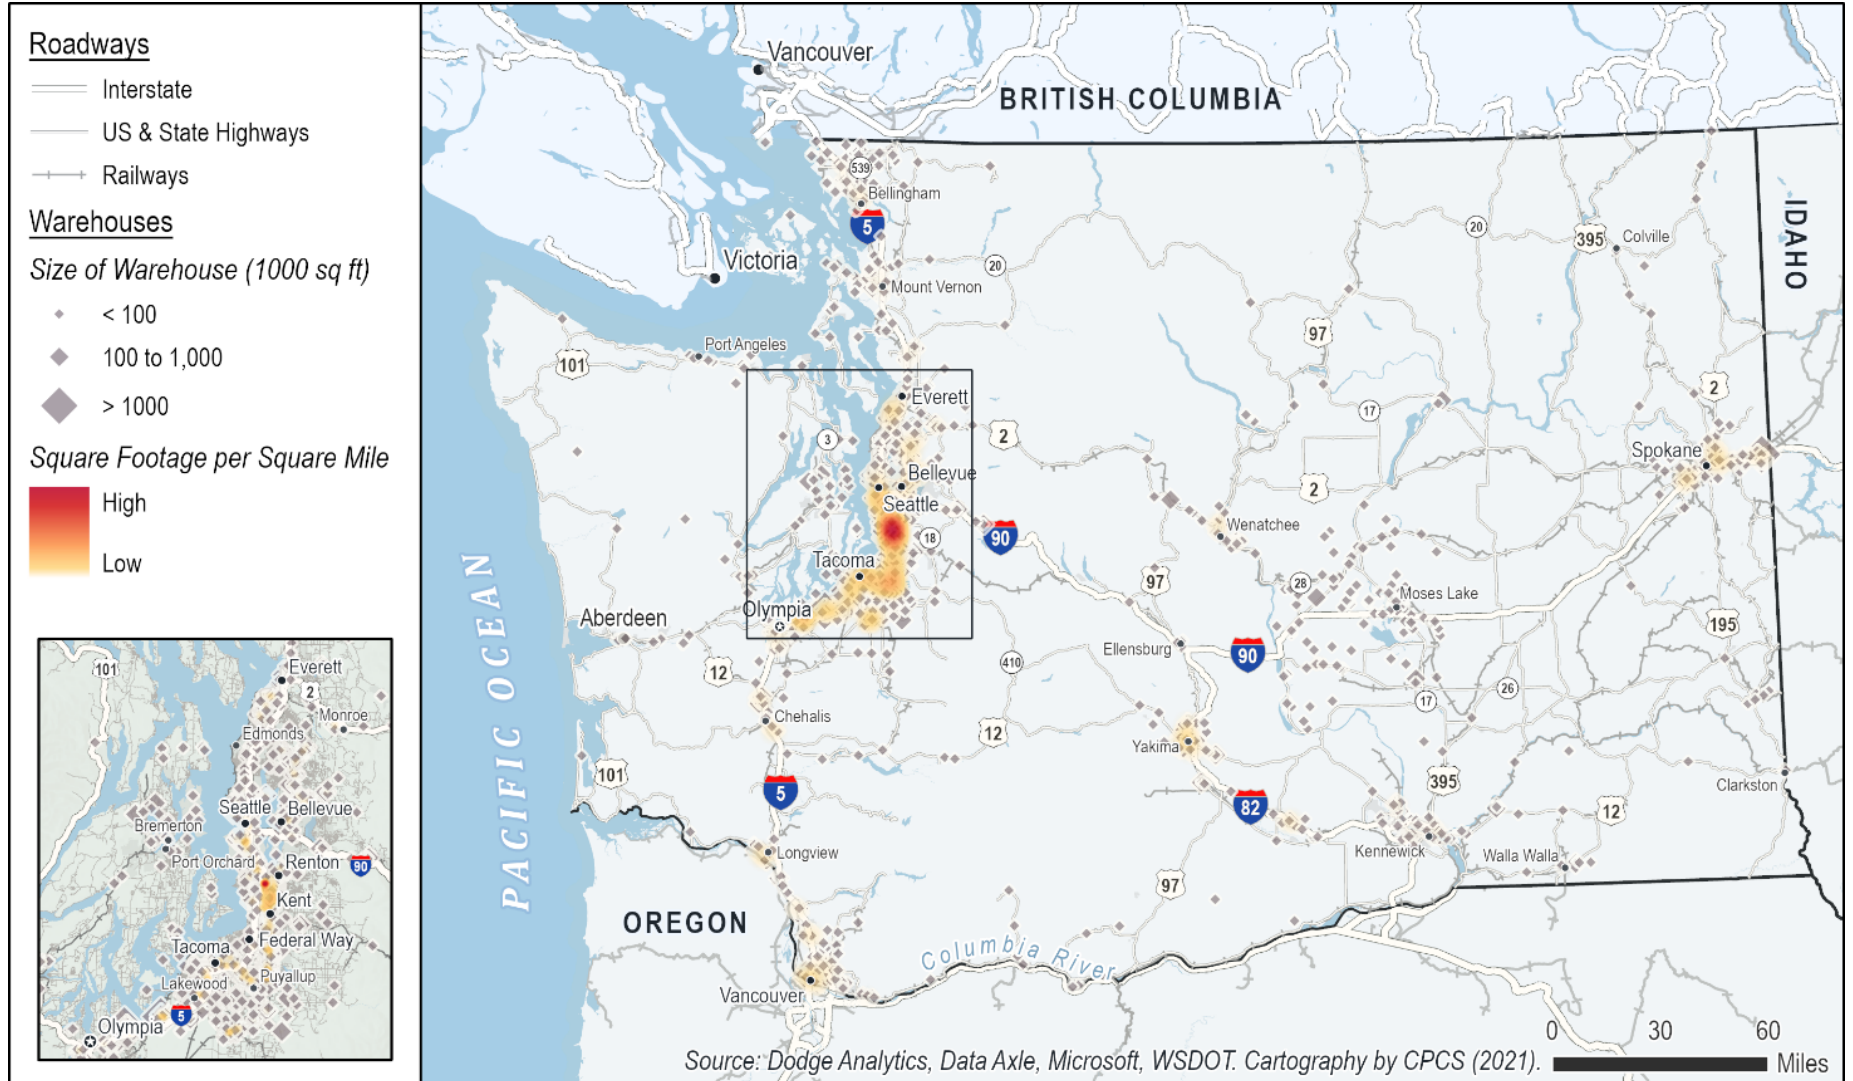 Roadways
Interstate
US & State Highways
Railways
Warehouses
Size of Warehouse (1000 sq ft)
< 100
100 to 1,000
> 1000
Square Footage per Square Mile
High
Low
101
Everett
2
Monroe
Edmonds
Seattle
Bellevue
Bremerton
Port Orchard
Renton
90
Kent
Tacoma
Federal Way
Lakewood
Puyallup
5
Olympia
Vancouver
BRITISH COLUMBIA
539
Bellingham
5
IDAHO
20
395
Colville
Victoria
20
Mount Vernon
97
Port Angeles
101
2
Everett
17
3
2
Spokane
Bellevue
2
Seattle
Wenatchee
18
90
Tacoma
97
28
Moses Lake
Olympia
Aberdeen
195
Ellensburg
90
410
12
26
17
PACIFIC OCEAN
Chehalis
12
Yakima
101
395
Clarkston
5
82
12
Longview
Kennewick
Walla Walla
97
OREGON
Columbia River
Vancouver
0 30 60
Source: Dodge Analytics, Data Axle, Microsoft, WSDOT. Cartography by CPCS (2021).
Miles